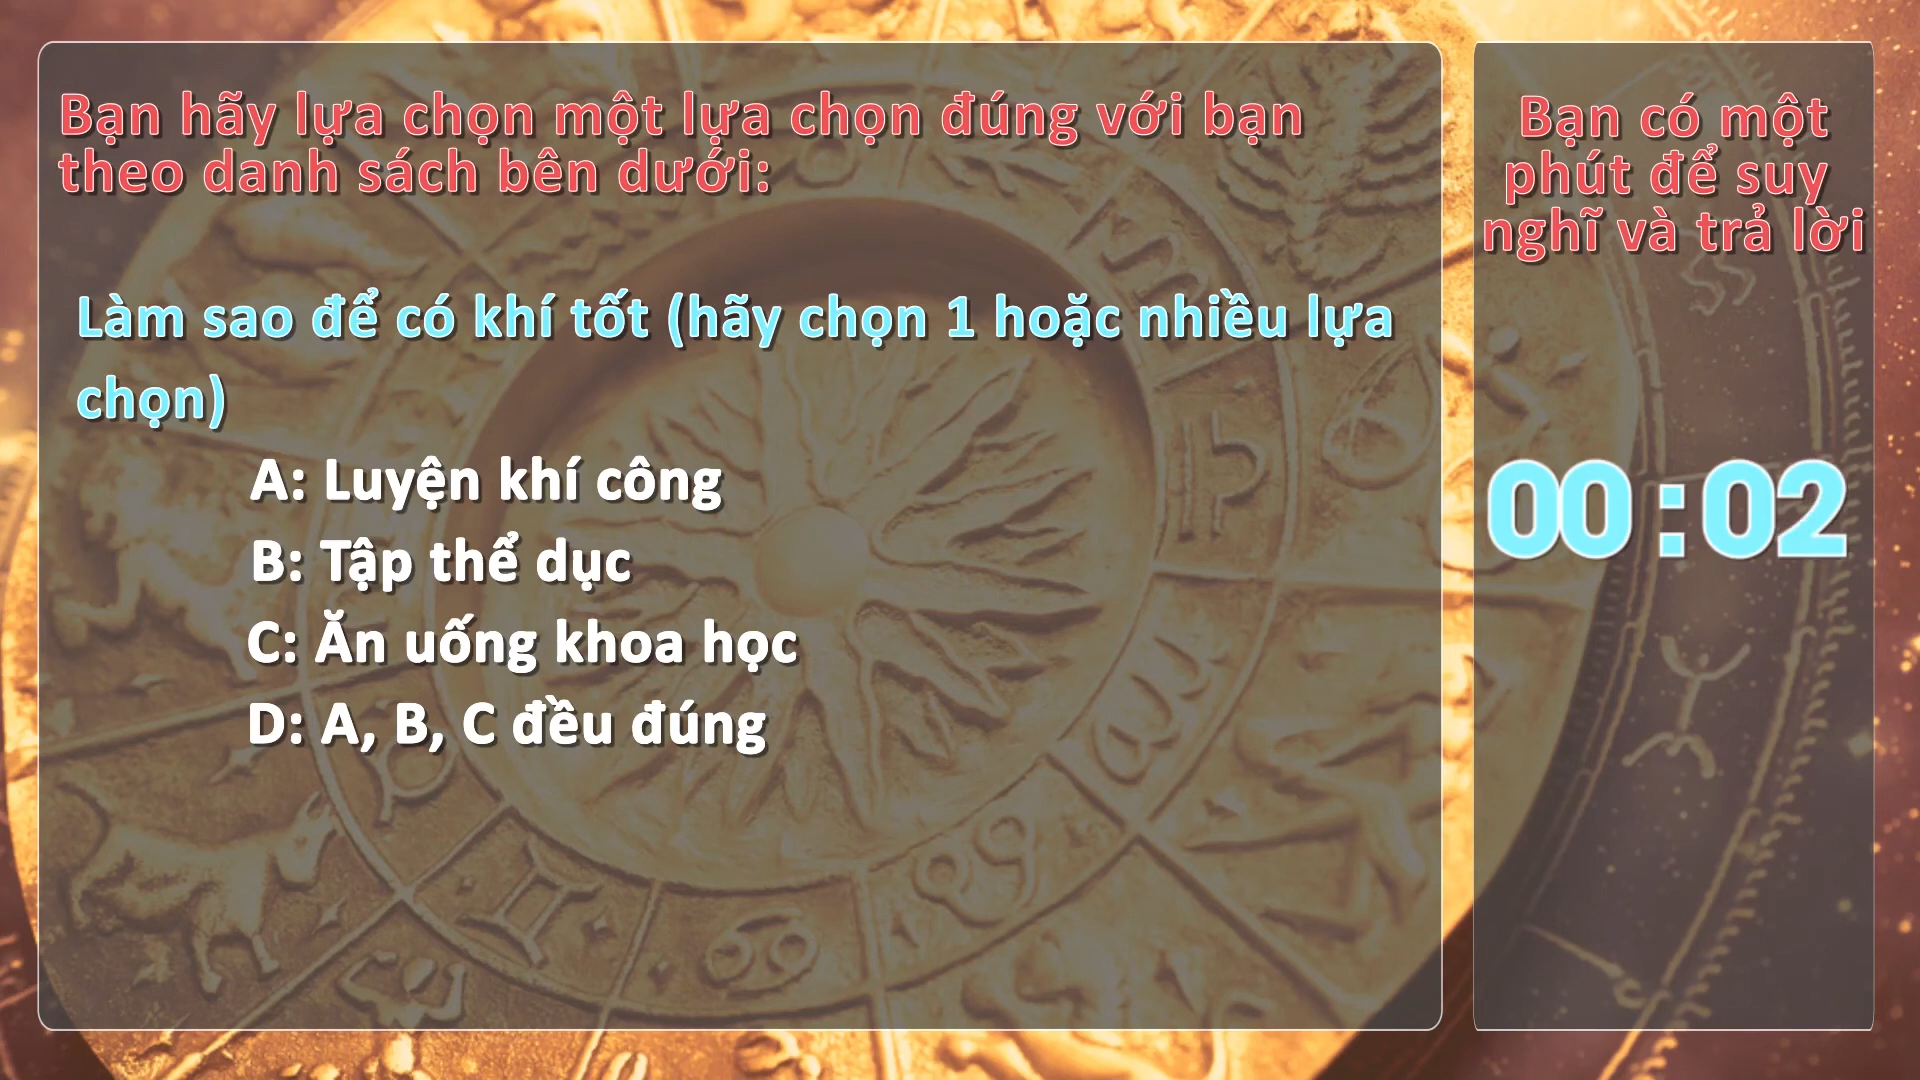 Bạn hãy lựa chọn một lựa chọn đúng với bạn
theo danh sách bên dưới:
Làm sao để có khí tốt (hãy chọn 1 hoặc nhiều lựa
chọn)
A: Luyện khí công
B: Tập thể dục
C: Ăn uống khoa học
D: A, B, C đều đúng
Bạn có một
phút để suy
nghĩ và trả lời
00:02